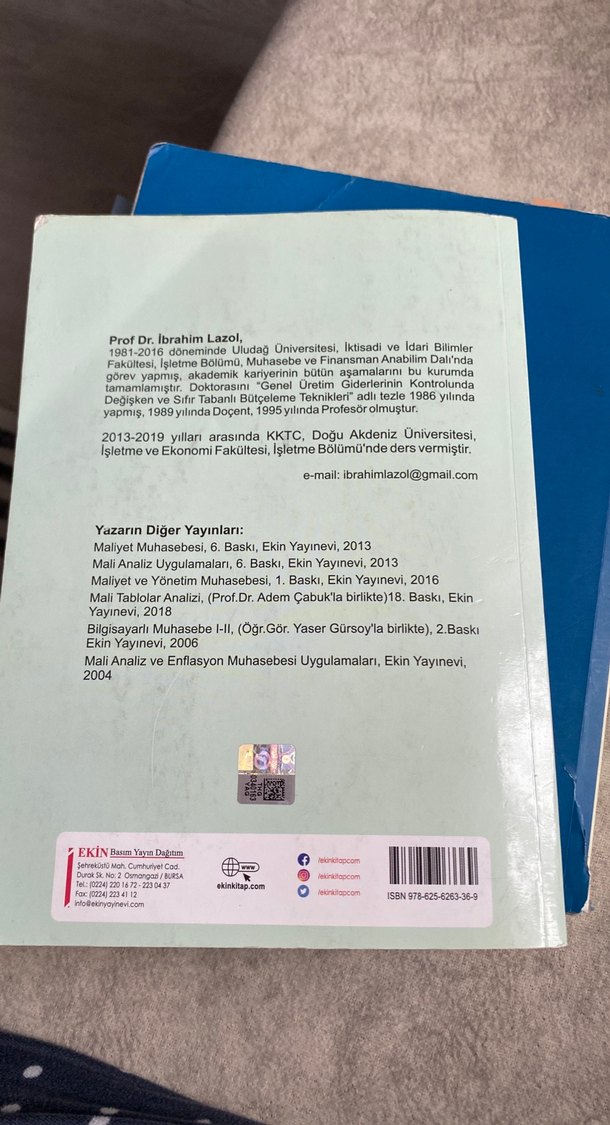 Prof Dr. İbrahim Lazol,
1981-2016 döneminde Uludağ Üniversitesi, İktisadi ve İdari Bilimler
Fakültesi, İşletme Bölümü, Muhasebe ve Finansman Anabilim Dalı'nda
görev yapmış, akademik kariyerinin bütün aşamalarını bu kurumda
tamamlamıştır. Doktorasını "Genel Üretim Giderlerinin Kontrolunda
Değişken ve Sıfır Tabanlı Bütçeleme Teknikleri" adlı tezle 1986 yılında
yapmış, 1989 yılında Doçent, 1995 yılında Profesör olmuştur.
2013-2019 yılları arasında KKTC, Doğu Akdeniz Üniversitesi,
İşletme ve Ekonomi Fakültesi, İşletme Bölümü'nde ders vermiştir.
e-mail: ibrahimlazol@gmail.com
Yazarın Diğer Yayınları:
Maliyet Muhasebesi, 6. Baskı, Ekin Yayınevi, 2013
Mali Analiz Uygulamaları, 6. Baskı, Ekin Yayınevi, 2013
Maliyet ve Yönetim Muhasebesi, 1. Baskı, Ekin Yayınevi, 2016
Mali Tablolar Analizi, (Prof.Dr. Adem Çabuk'la birlikte)18. Baskı, Ekin
Yayınevi, 2018
Bilgisayarlı Muhasebe I-II, (Öğr.Gör. Yaser Gürsoy'la birlikte), 2.Baskı
Ekin Yayınevi, 2006
Mali Analiz ve Enflasyon Muhasebesi Uygulamaları, Ekin Yayınevi,
2004
THG
YAG
EKİN Basım Yayın Dağıtım
Şehreküstü Mah. Cumhuriyet Cad.
Durak Sk. No: 2 Osmangazi / BURSA
Tel.: (0224) 220 16 72 - 223 04 37
Fax: (0224) 223 41 12
info@ekinyayinevi.com
www
ekinkitap.com
/ekinkitapcom
/ekinkitapcom
/ekinkitapcom
ISBN 978-625-6263-36-9